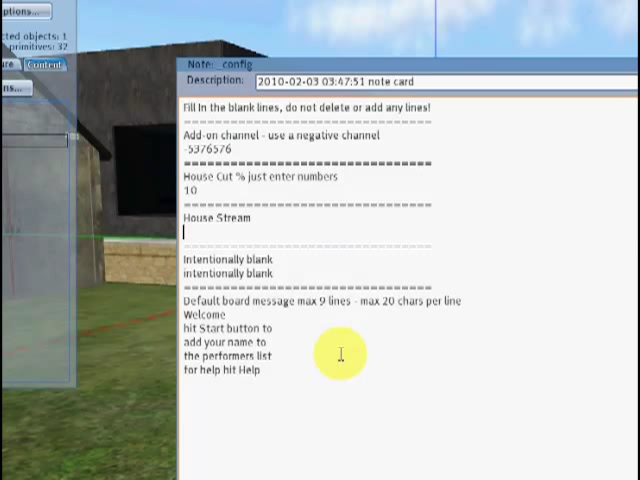 ptions...
cted objects: 1
primitives: 32
ure
Content
ns...
Note: _config
Description:
2010-02-03 03:47:51 note card
Fill In the blank lines, do not delete or add any lines!
==============================
Add-on channel - use a negative channel
-5376576
==============================
House Cut % just enter numbers
10
==============================
House Stream
==============================
Intentionally blank
intentionally blank
==============================
Default board message max 9 lines - max 20 chars per line
Welcome
hit Start button to
add your name to
the performers list
for help hit Help